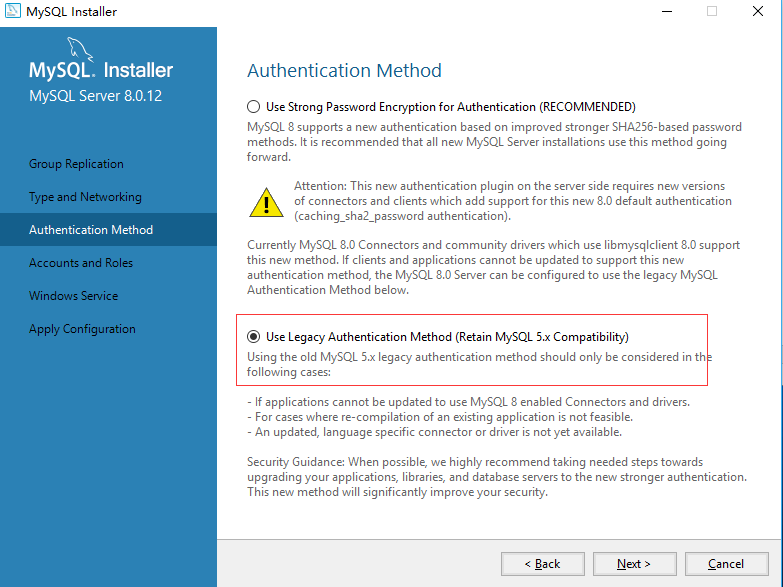 MySQL Installer
MySQL. Installer
MySQL Server 8.0.12
Group Replication
Type and Networking
Authentication Method
Accounts and Roles
Windows Service
Apply Configuration
Authentication Method
Use Strong Password Encryption for Authentication (RECOMMENDED)
MySQL 8 supports a new authentication based on improved stronger SHA256-based password
methods. It is recommended that all new MySQL Server installations use this method going
forward.
Attention: This new authentication plugin on the server side requires new versions
of connectors and clients which add support for this new 8.0 default authentication
(caching_sha2_password authentication).
Currently MySQL 8.0 Connectors and community drivers which use libmysqlclient 8.0 support
this new method. If clients and applications cannot be updated to support this new
authentication method, the MySQL 8.0 Server can be configured to use the legacy MySQL
Authentication Method below.
Use Legacy Authentication Method (Retain MySQL 5.x Compatibility)
Using the old MySQL 5.x legacy authentication method should only be considered in the
following cases:
- If applications cannot be updated to use MySQL 8 enabled Connectors and drivers.
- For cases where re-compilation of an existing application is not feasible.
- An updated, language specific connector or driver is not yet available.
Security Guidance: When possible, we highly recommend taking needed steps towards
upgrading your applications, libraries, and database servers to the new stronger authentication.
This new method will significantly improve your security.
< Back
Next >
Cancel